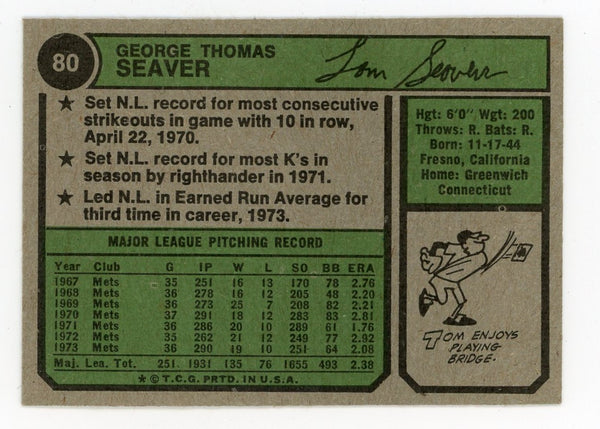 80
GEORGE THOMAS
SEAVER
Tom Seaver
★ Set N.L. record for most consecutive
strikeouts in game with 10 in row,
April 22, 1970.
★ Set N.L. record for most K's in
season by righthander in 1971.
★ Led N.L. in Earned Run Average for
third time in career, 1973.
Hgt: 6'0" Wgt: 200
Throws: R. Bats: R.
Born: 11-17-44
Fresno, California
Home: Greenwich
Connecticut
MAJOR LEAGUE PITCHING RECORD
Year Club G IP W L SO BB ERA
1967 Mets 35 251 16 13 170 78 2.76
1968 Mets 36 278 16 12 205 48 2.20
1969 Mets 36 273 25 7 208 82 2.21
1970 Mets 37 291 18 12 283 83 2.81
1971 Mets 36 286 20 10 289 61 1.76
1972 Mets 35 262 21 12 249 77 2.92
1973 Mets 36 290 19 10 251 64 2.08
Maj. Lea. Tot. 251 1931 135 76 1655 493 2.38
★ © T.C.G. PRTD. IN U.S.A.
TOM ENJOYS
PLAYING
BRIDGE.